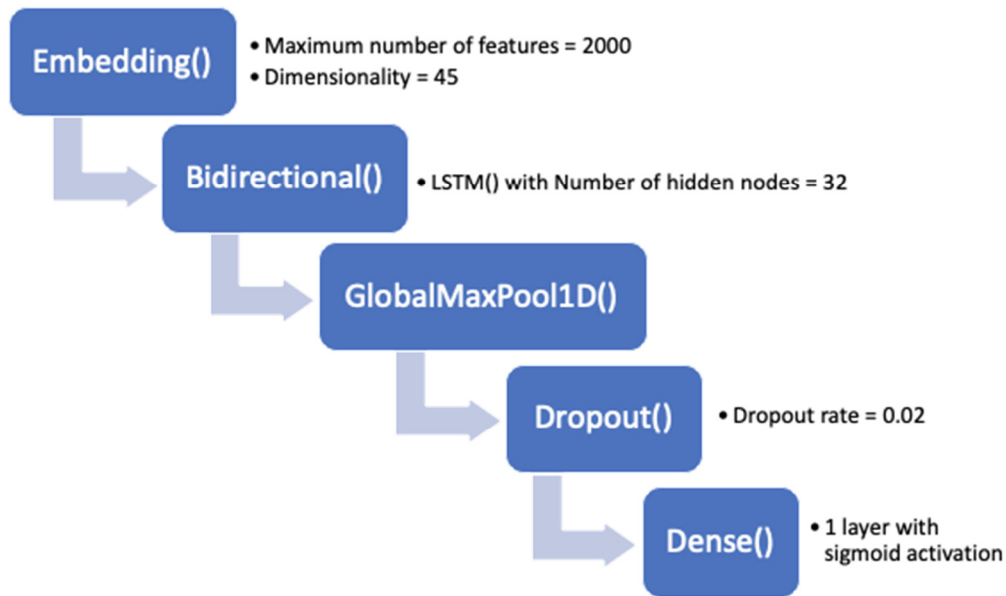 Embedding()
• Maximum number of features = 2000
• Dimensionality = 45
Bidirectional()
• LSTM() with Number of hidden nodes = 32
GlobalMaxPool1D()
Dropout()
• Dropout rate = 0.02
Dense()
• 1 layer with
sigmoid activation